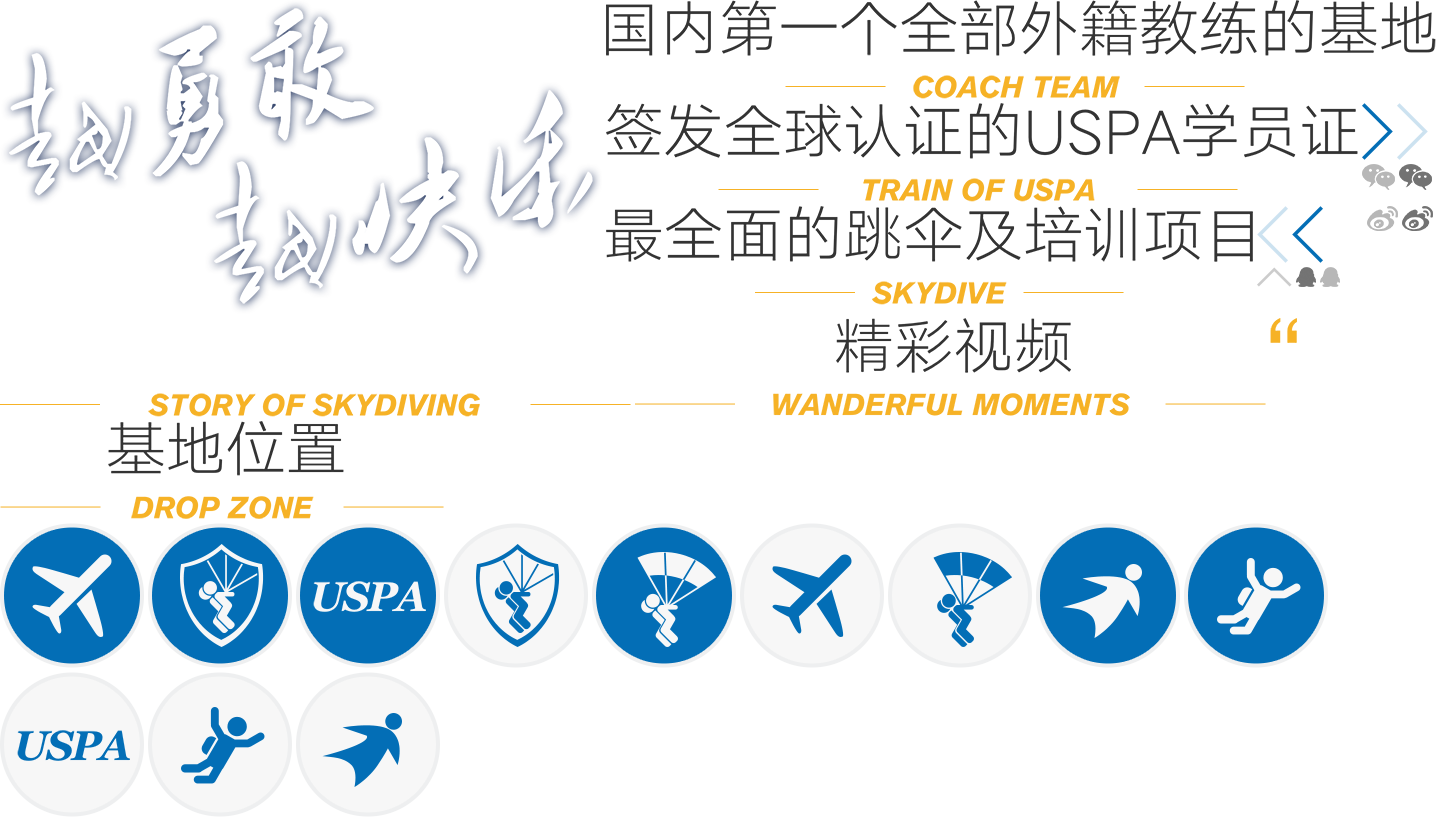 越勇敢
越快乐
国内第一个全部外籍教练的基地
COACH TEAM
签发全球认证的USPA学员证
TRAIN OF USPA
最全面的跳伞及培训项目
SKYDIVE
精彩视频
“
STORY OF SKYDIVING
WANDERFUL MOMENTS
基地位置
DROP ZONE
USPA
USPA